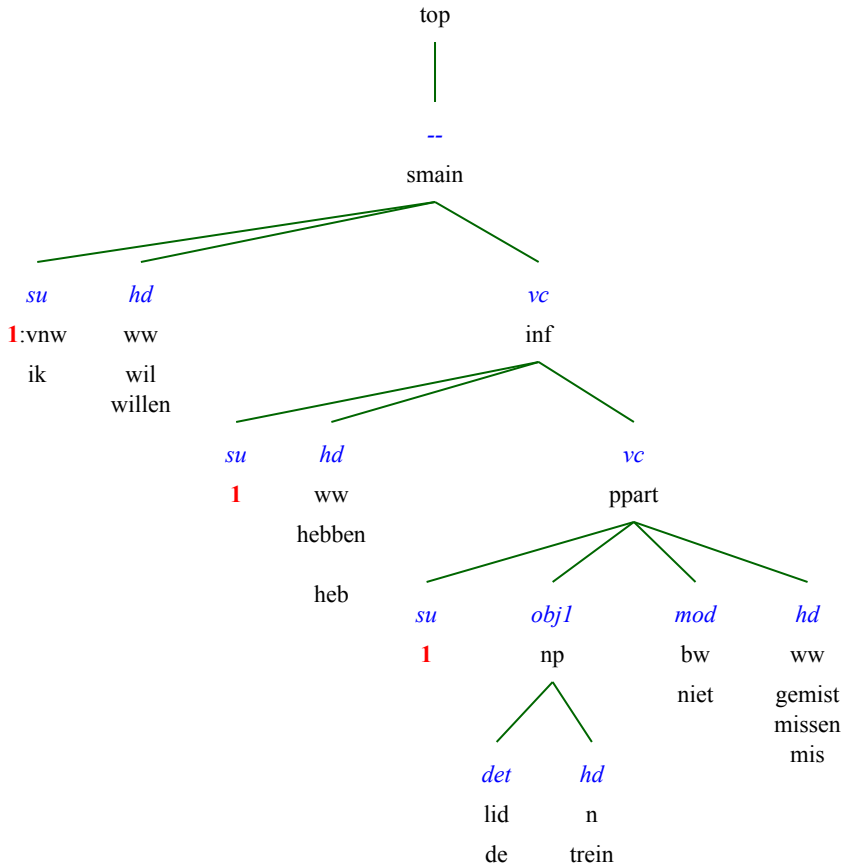 top
--
smain
su hd vc
1:vnw ww inf
ik wil
willen
su hd vc
1 ww ppart
hebben
heb
su obj1 mod hd
1 np bw ww
niet gemist
missen
mis
det hd
lid n
de trein